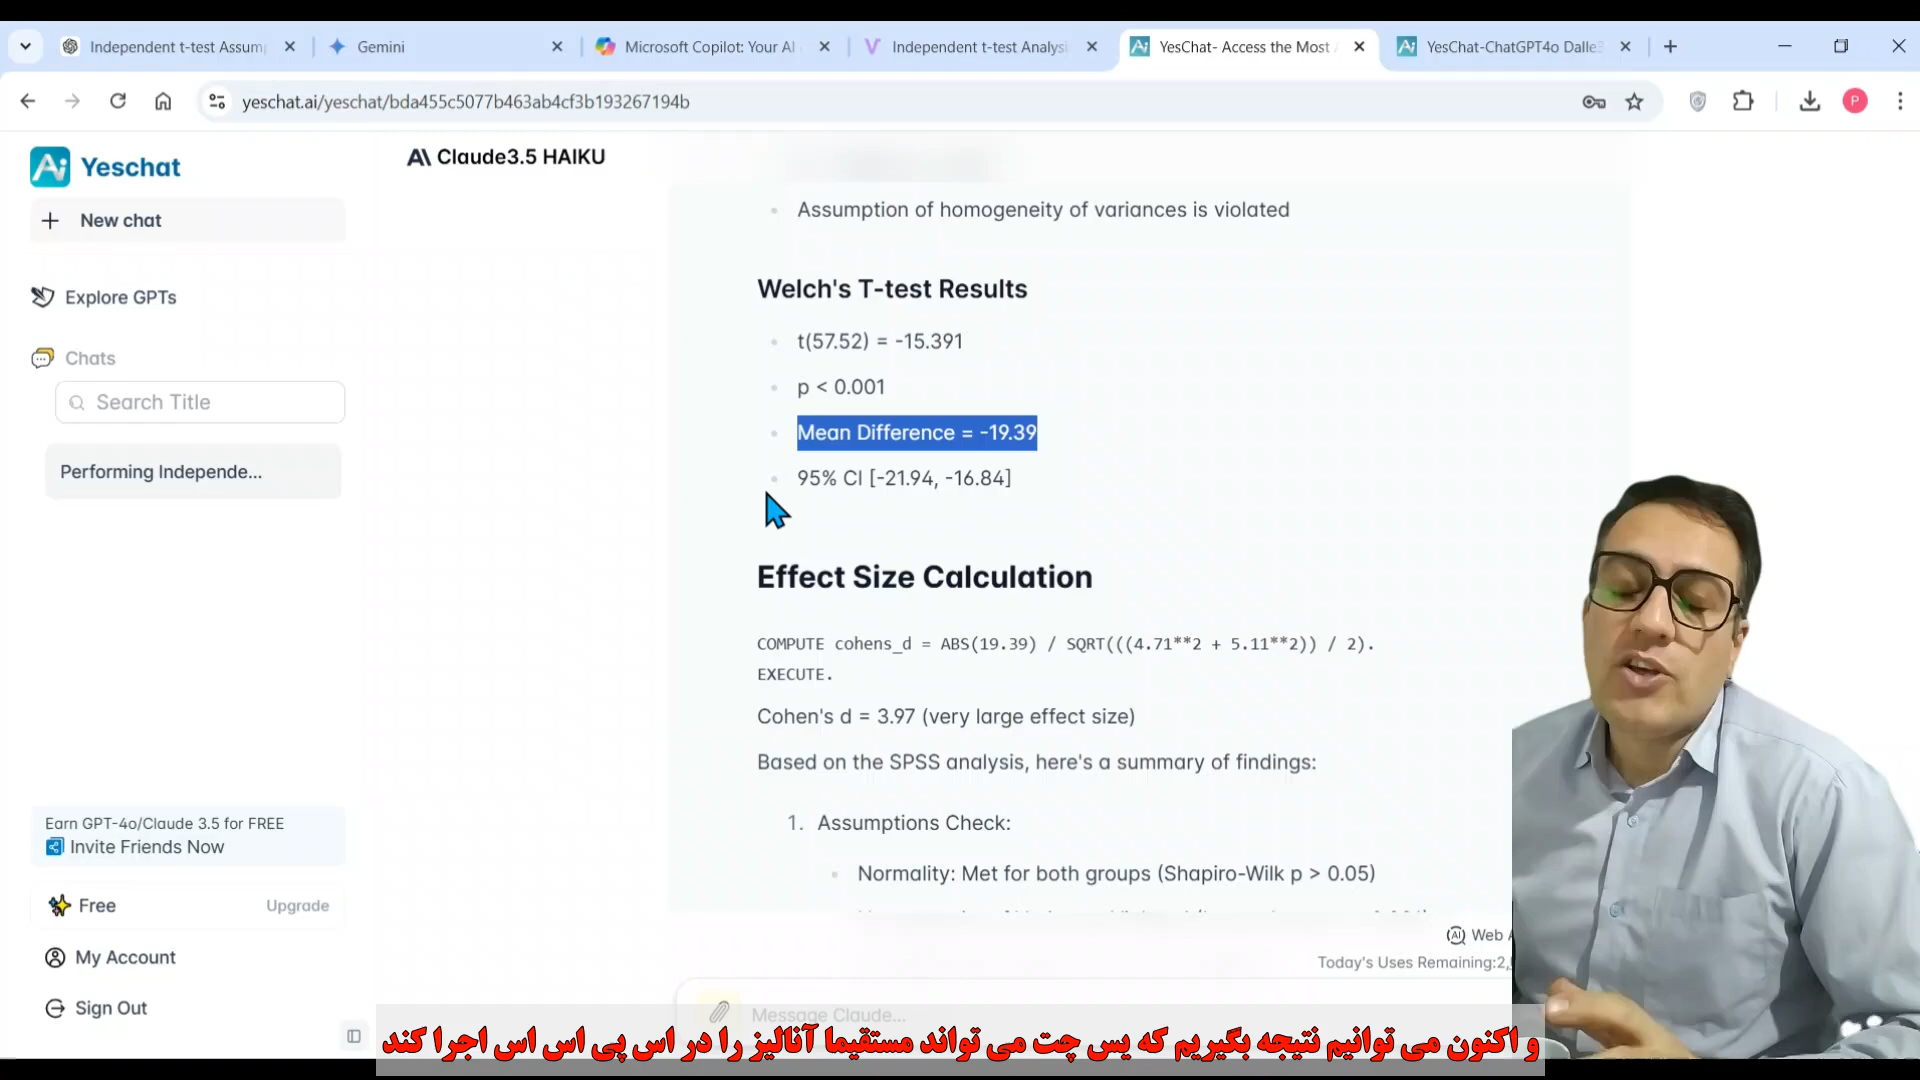 Independent t-test Assum
Gemini
Microsoft Copilot: Your AI
Independent t-test Analysi
YesChat- Access the Most
YesChat-ChatGPT4o Dalle3
yeschat.ai/yeschat/bda455c5077b463ab4cf3b193267194b
P
Ai Yeschat
New chat
Explore GPTs
Chats
Search Title
Performing Independe...
Earn GPT-4o/Claude 3.5 for FREE
Invite Friends Now
Free
Upgrade
My Account
Sign Out
Claude3.5 HAIKU
Assumption of homogeneity of variances is violated
Welch's T-test Results
t(57.52) = -15.391
p < 0.001
Mean Difference = -19.39
95% CI [-21.94, -16.84]
Effect Size Calculation
COMPUTE cohens_d = ABS(19.39) / SQRT(((4.71**2 + 5.11**2)) / 2).
EXECUTE.
Cohen's d = 3.97 (very large effect size)
Based on the SPSS analysis, here's a summary of findings:
1. Assumptions Check:
Normality: Met for both groups (Shapiro-Wilk p > 0.05)
Web
Today's Uses Remaining:2,
Message Claude...
و اکنون می توانیم نتیجه بگیریم که یس چت می تواند مستقیما آنالیز را در اس پی اس اس اجرا کند